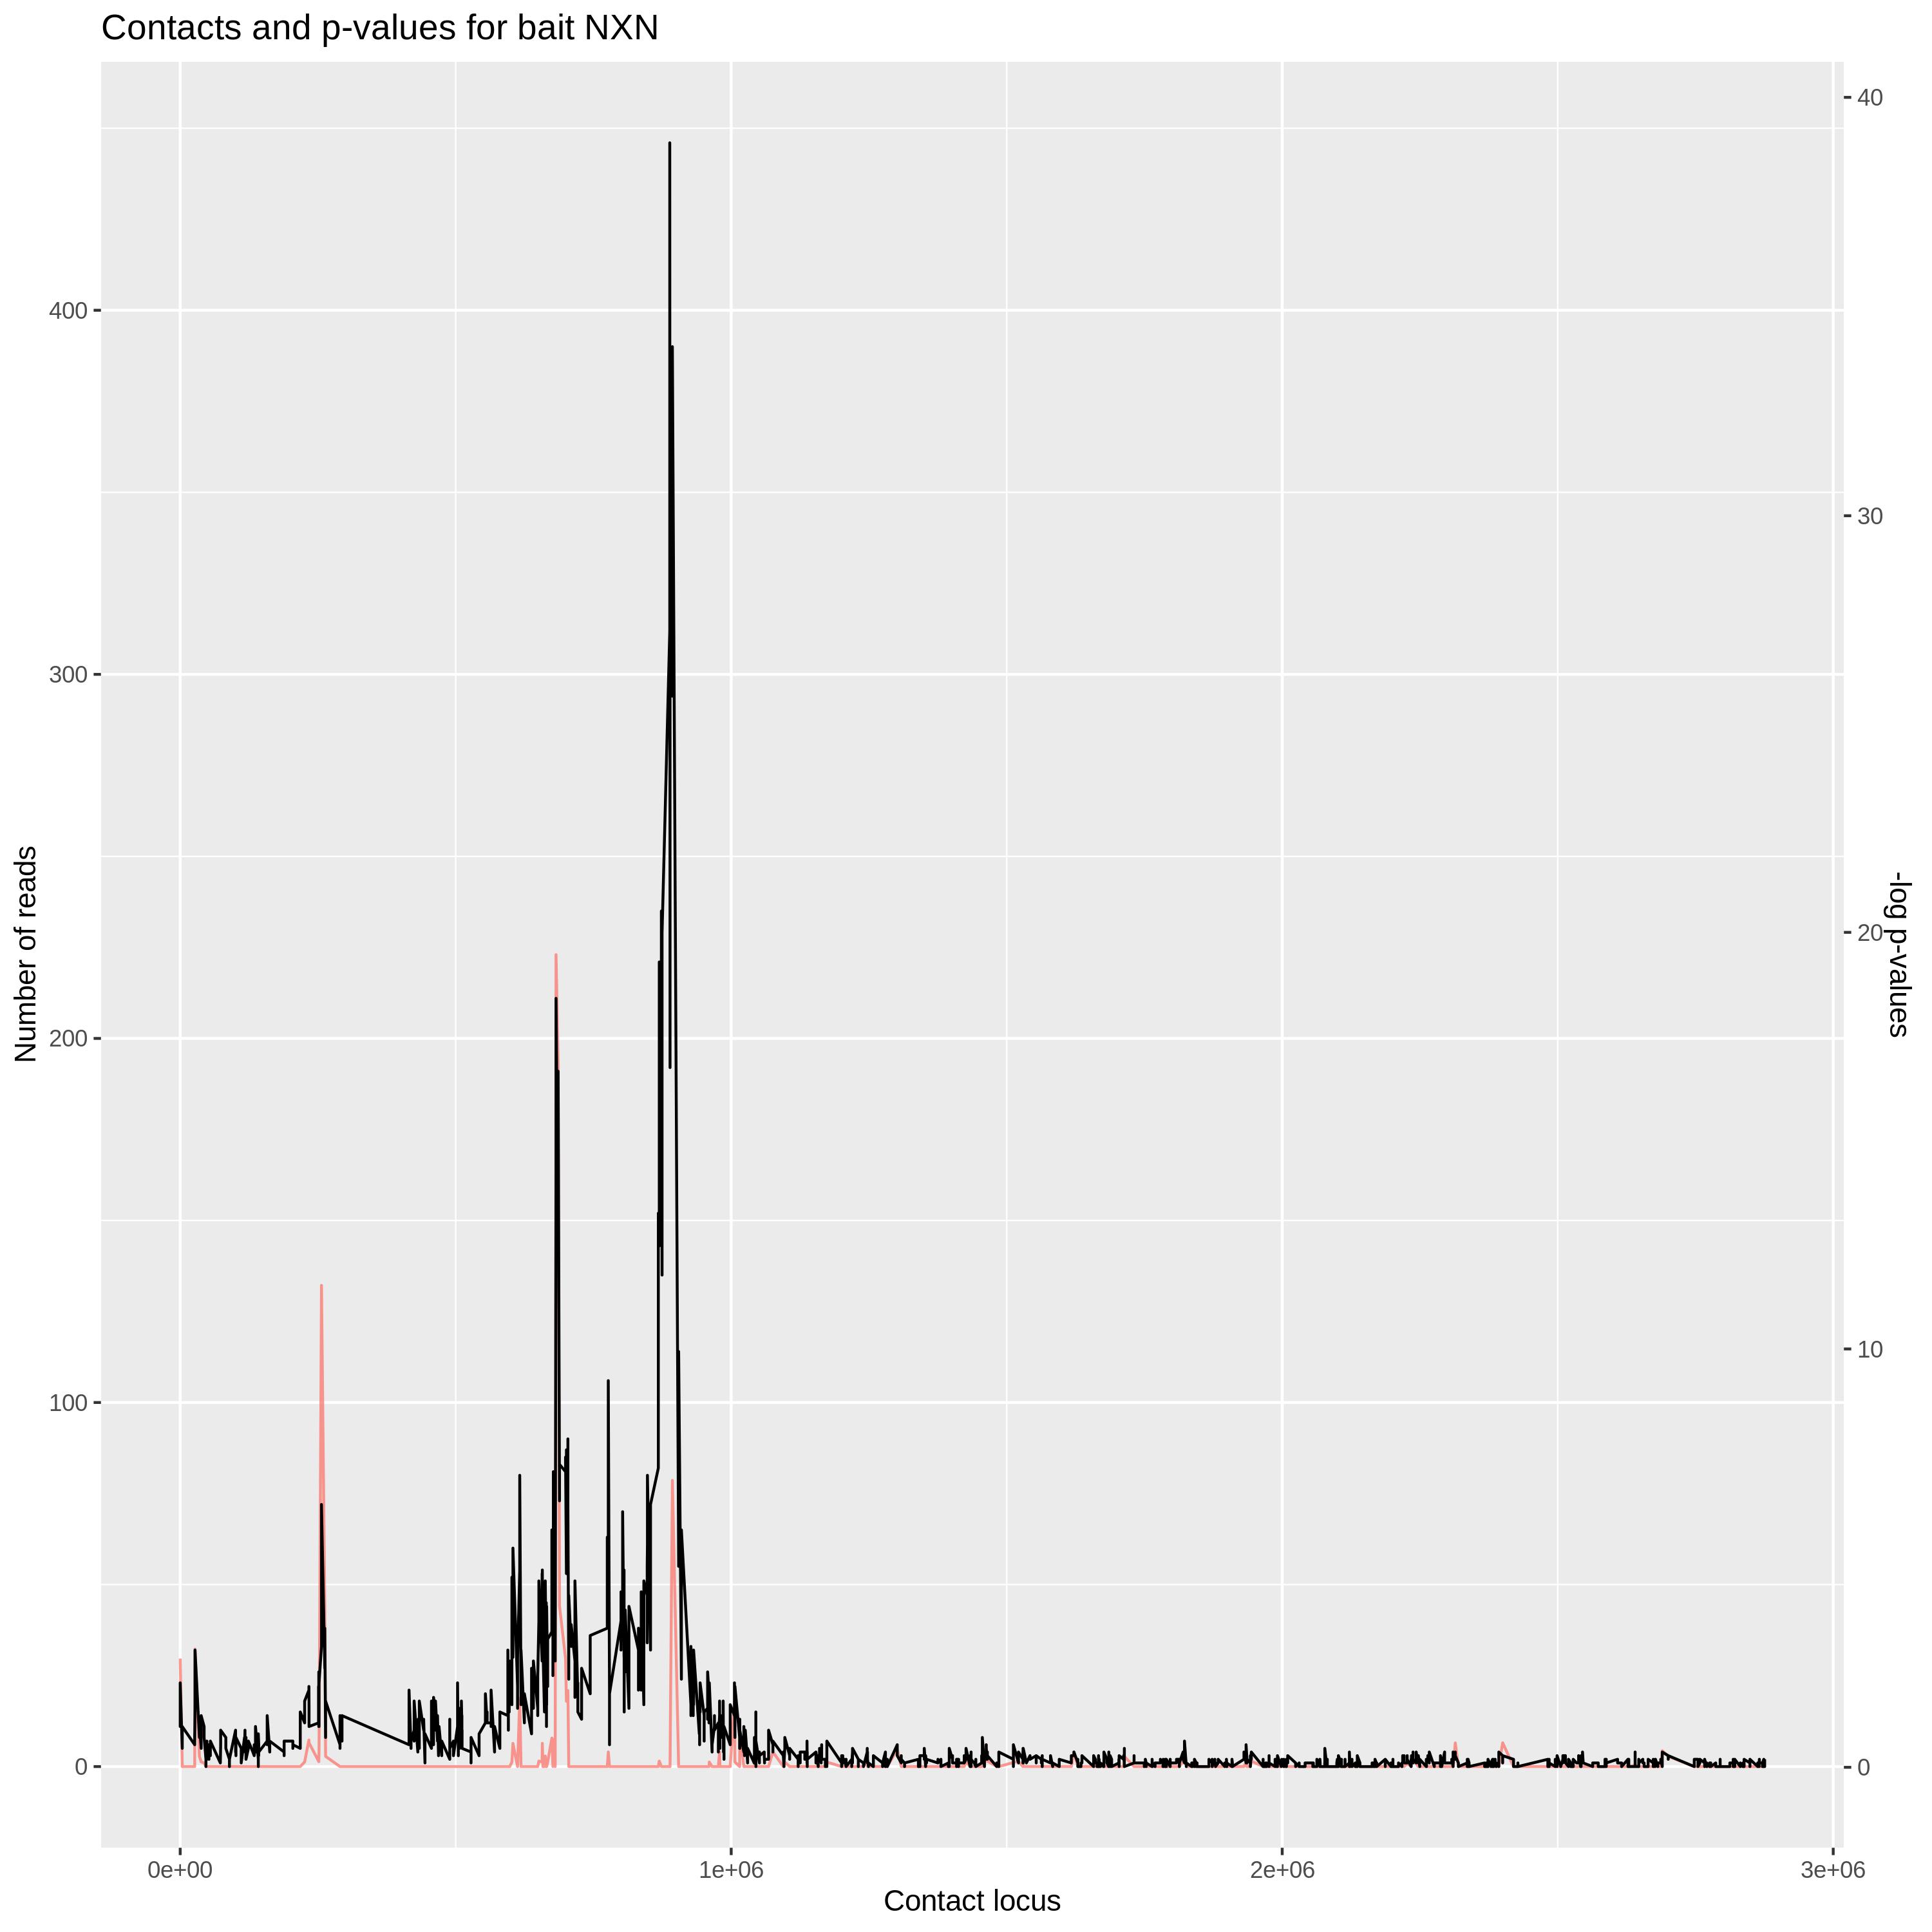 Contacts and p-values for bait NXN
Number of reads
400
300
200
100
0
40
30
20
10
0
-log p-values
0e+00
1e+06
2e+06
3e+06
Contact locus